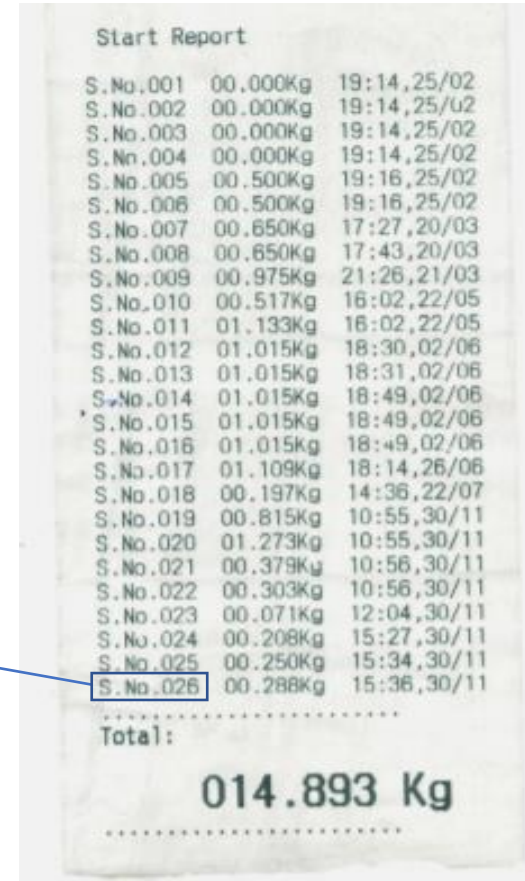 Start Report
S.No.001 00.000Kg 19:14,25/02
S.No.002 00.000Kg 19:14,25/02
S.No.003 00.000Kg 19:14,25/02
S.No.004 00.000Kg 19:14,25/02
S.No.005 00.500Kg 19:16,25/02
S.No.006 00.500Kg 19:16,25/02
S.No.007 00.650Kg 17:27,20/03
S.No.008 00.650Kg 17:43,20/03
S.No.009 00.975Kg 21:26,21/03
S.No.010 00.517Kg 16:02,22/05
S.No.011 01.133Kg 16:02,22/05
S.No.012 01.015Kg 18:30,02/06
S.No.013 01.015Kg 18:31,02/06
S.No.014 01.015Kg 18:49,02/06
S.No.015 01.015Kg 18:49,02/06
S.No.016 01.015Kg 18:49,02/06
S.No.017 01.109Kg 18:14,26/06
S.No.018 00.197Kg 14:36,22/07
S.No.019 00.815Kg 10:55,30/11
S.No.020 01.273Kg 10:55,30/11
S.No.021 00.379Kg 10:56,30/11
S.No.022 00.303Kg 10:56,30/11
S.No.023 00.071Kg 12:04,30/11
S.No.024 00.208Kg 15:27,30/11
S.No.025 00.250Kg 15:34,30/11
S.No.026 00.288Kg 15:36,30/11
........................
Total:
014.893 Kg
........................